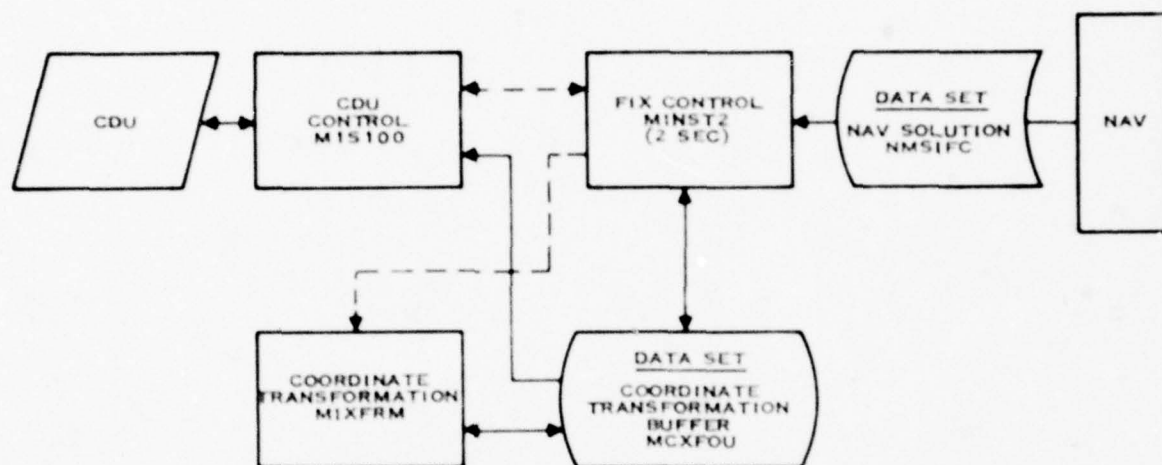 CDU
CDU
CONTROL
MIS100
FIX CONTROL
MINST2
(2 SEC)
DATA SET
NAV SOLUTION
NMSIFC
NAV
COORDINATE
TRANSFORMATION
MIXFRM
DATA SET
COORDINATE
TRANSFORMATION
BUFFER
MCXFOU